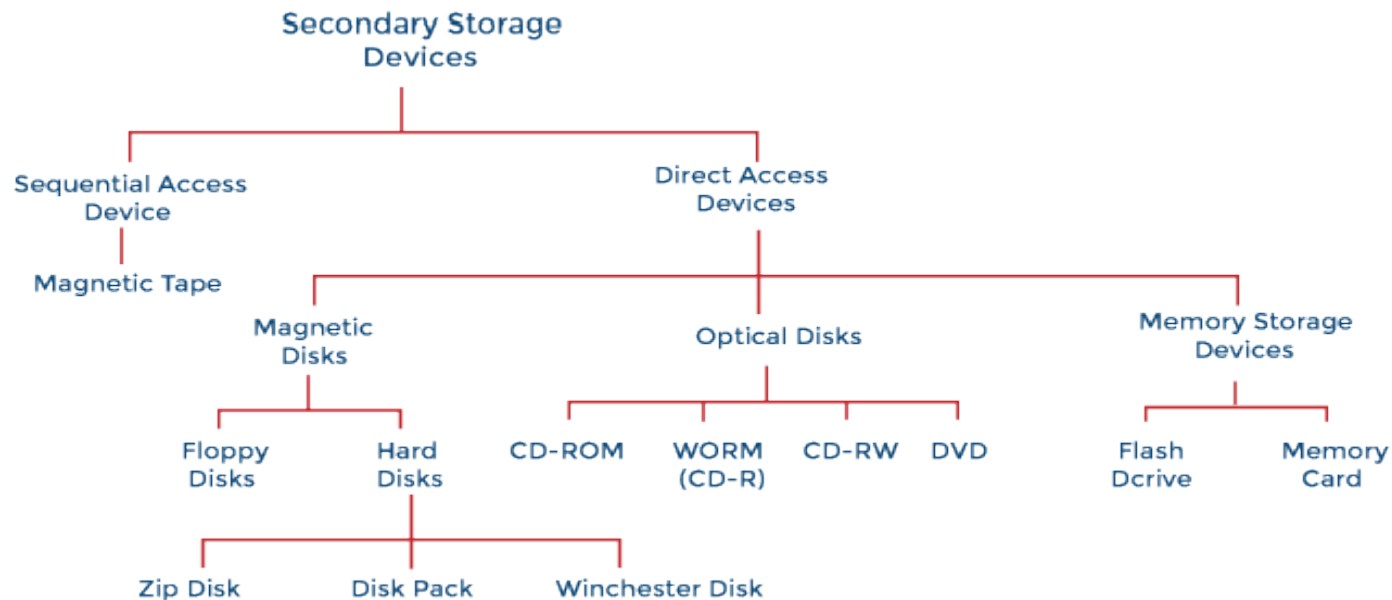 Secondary Storage
Devices
Sequential Access
Device
Direct Access
Devices
Magnetic Tape
Magnetic
Disks
Optical Disks
Memory Storage
Devices
Floppy
Disks
Hard
Disks
CD-ROM
WORM
(CD-R)
CD-RW
DVD
Flash
Dcrive
Memory
Card
Zip Disk
Disk Pack
Winchester Disk